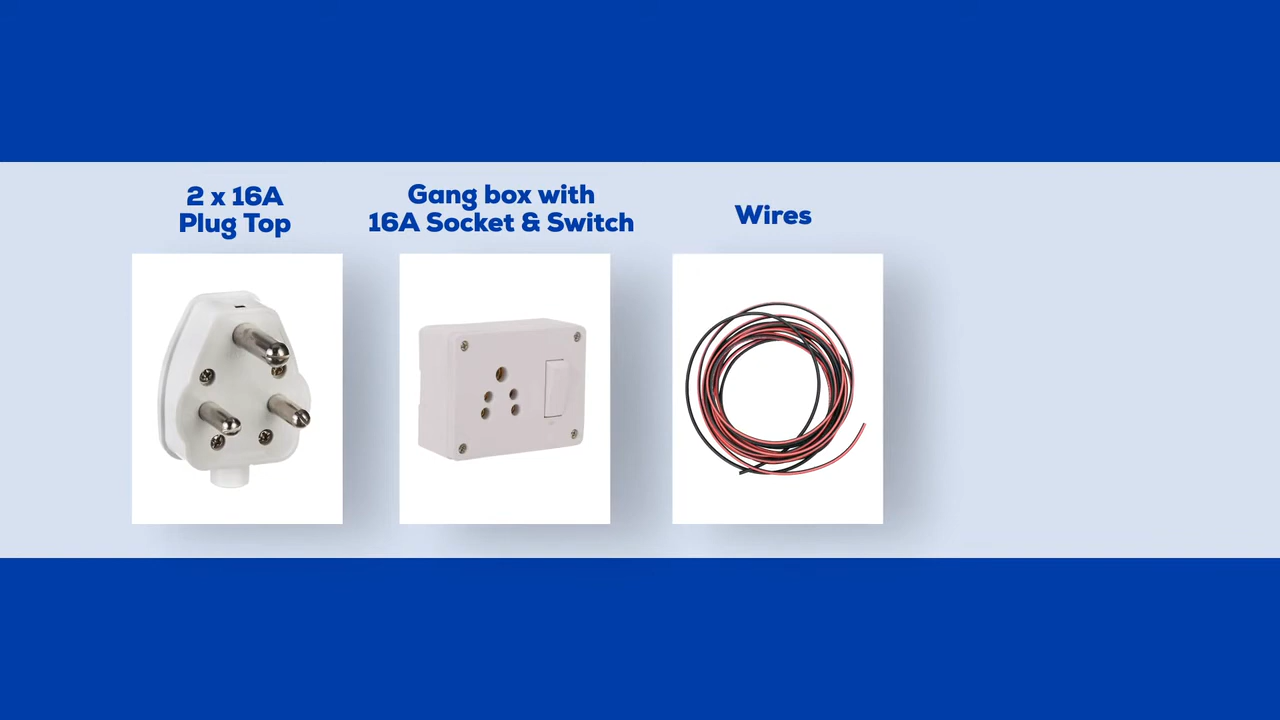 2 x 16A
Plug Top
Gang box with
16A Socket & Switch
Wires